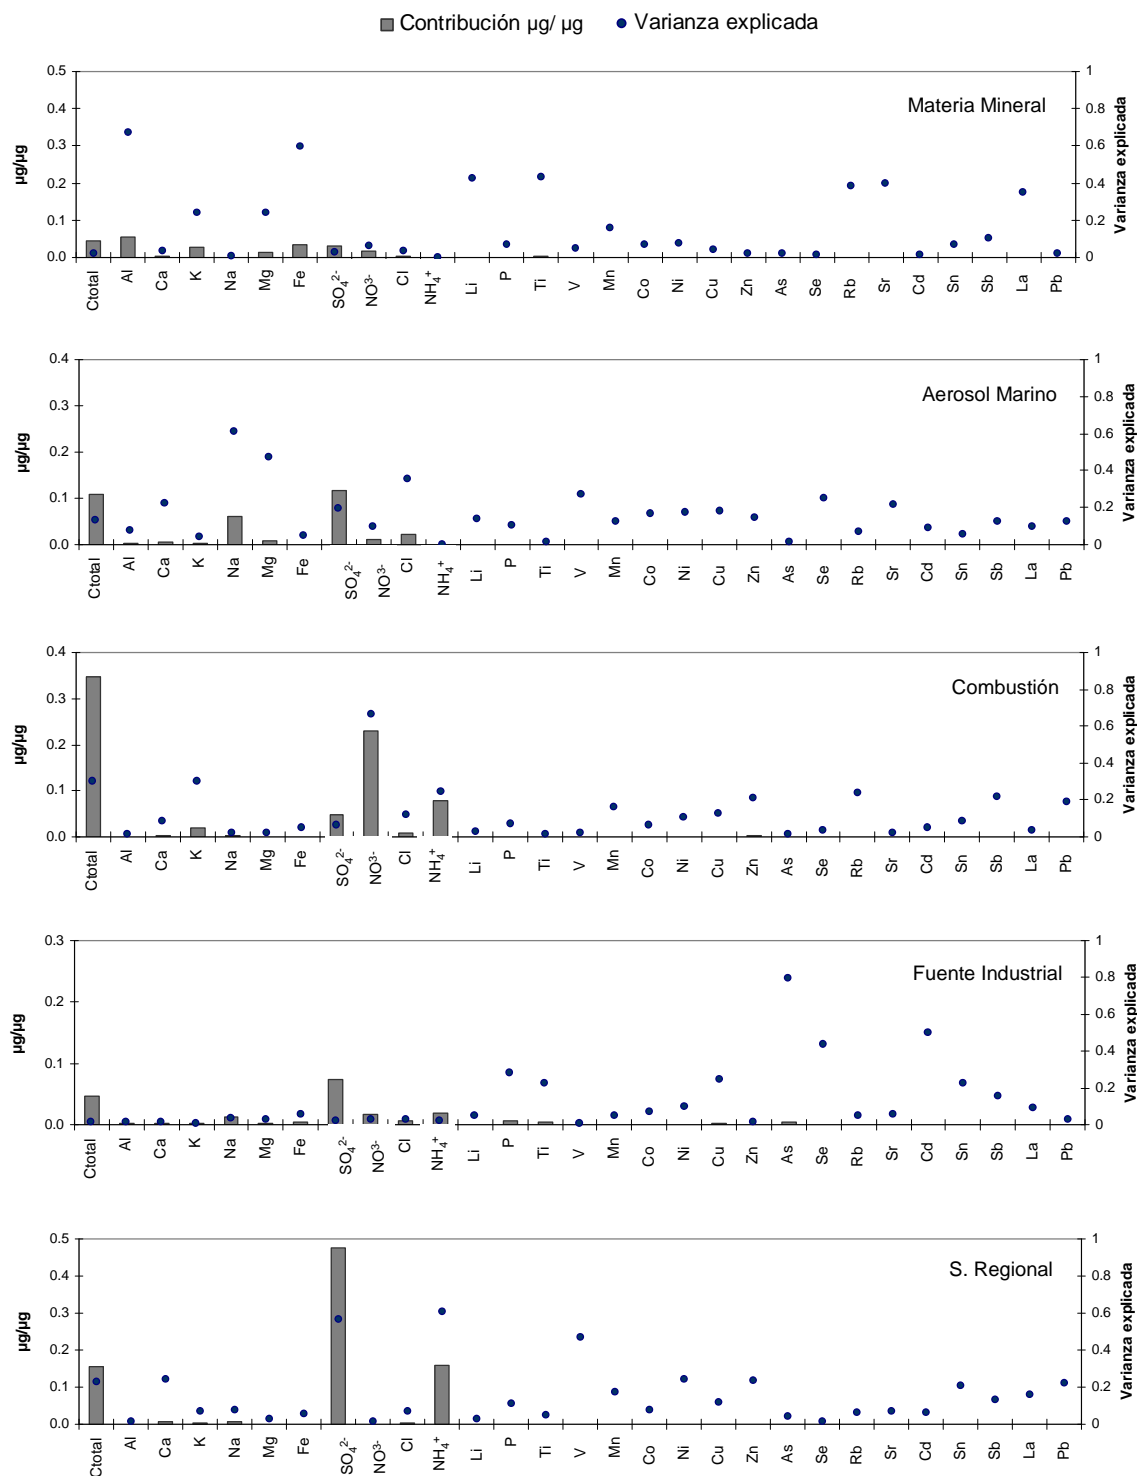 Contribución µg/ µg Varianza explicada
Materia Mineral
µg/µg
0.5
0.4
0.3
0.2
0.1
0.0
1
0.8
0.6
0.4
0.2
0
Varianza explicada
Ctotal Al Ca K Na Mg Fe SO₄²⁻ NO³⁻ Cl NH₄⁺ Li P Ti V Mn Co Ni Cu Zn As Se Rb Sr Cd Sn Sb La Pb
Aerosol Marino
µg/µg
0.4
0.3
0.2
0.1
0.0
1
0.8
0.6
0.4
0.2
0
Varianza explicada
Ctotal Al Ca K Na Mg Fe SO₄²⁻ NO³⁻ Cl NH₄⁺ Li P Ti V Mn Co Ni Cu Zn As Se Rb Sr Cd Sn Sb La Pb
Combustión
µg/µg
0.4
0.3
0.2
0.1
0.0
1
0.8
0.6
0.4
0.2
0
Varianza explicada
Ctotal Al Ca K Na Mg Fe SO₄²⁻ NO³⁻ Cl NH₄⁺ Li P Ti V Mn Co Ni Cu Zn As Se Rb Sr Cd Sn Sb La Pb
Fuente Industrial
µg/µg
0.3
0.2
0.1
0.0
1
0.8
0.6
0.4
0.2
0
Varianza explicada
Ctotal Al Ca K Na Mg Fe SO₄²⁻ NO³⁻ Cl NH₄⁺ Li P Ti V Mn Co Ni Cu Zn As Se Rb Sr Cd Sn Sb La Pb
S. Regional
µg/µg
0.5
0.4
0.3
0.2
0.1
0.0
1
0.8
0.6
0.4
0.2
0
Varianza explicada
Ctotal Al Ca K Na Mg Fe SO₄²⁻ NO³⁻ Cl NH₄⁺ Li P Ti V Mn Co Ni Cu Zn As Se Rb Sr Cd Sn Sb La Pb